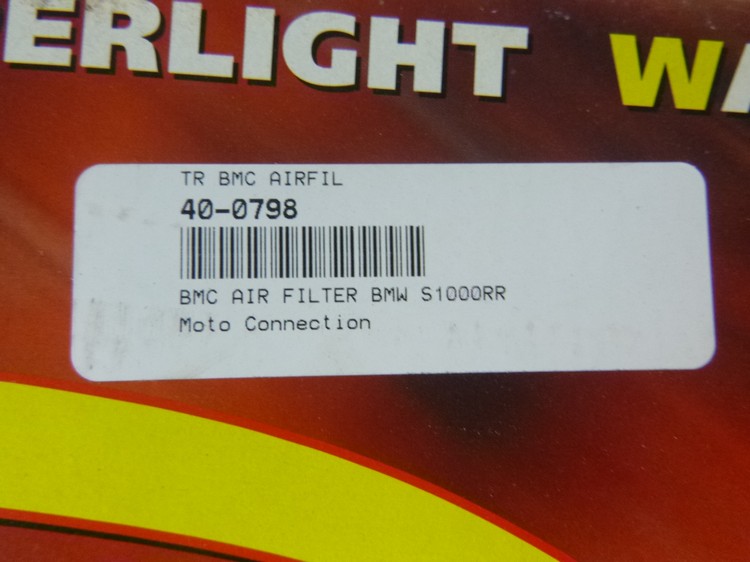 ERLIGHT W
TR BMC AIRFIL
40-0798
BMC AIR FILTER BMW S1000RR
Moto Connection